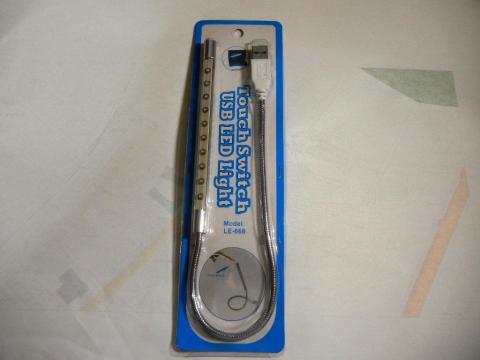 Touch Switch
USB LED Light
Model:
LE-668